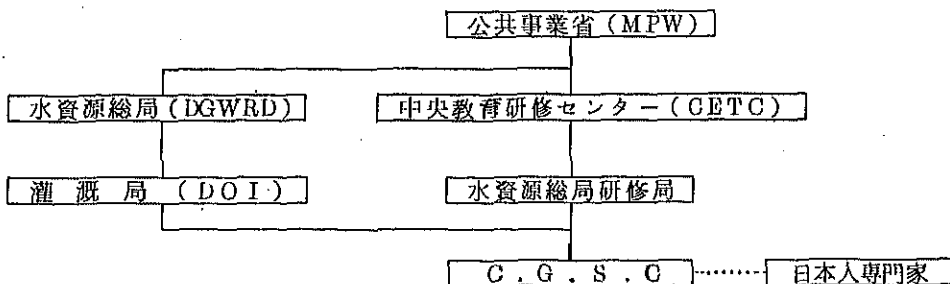 公共事業省(MPW)
水資源総局(DGWRD)
中央教育研修センター(CETC)
灌漑局(DOI)
水資源総局研修局
C.G.S.C
日本人専門家